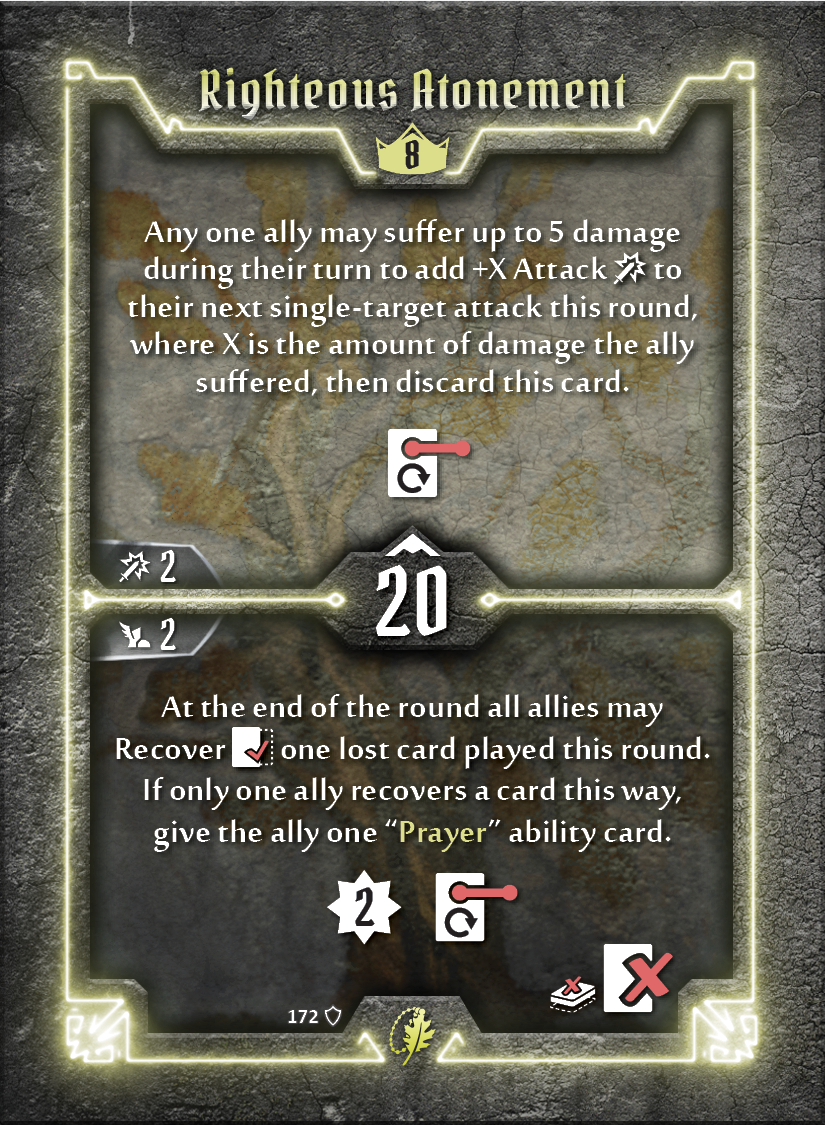 Righteous Atonement
8
Any one ally may suffer up to 5 damage
during their turn to add +X Attack to
their next single-target attack this round,
where X is the amount of damage the ally
suffered, then discard this card.
2
20
2
At the end of the round all allies may
Recover one lost card played this round.
If only one ally recovers a card this way,
give the ally one “Prayer” ability card.
2
172